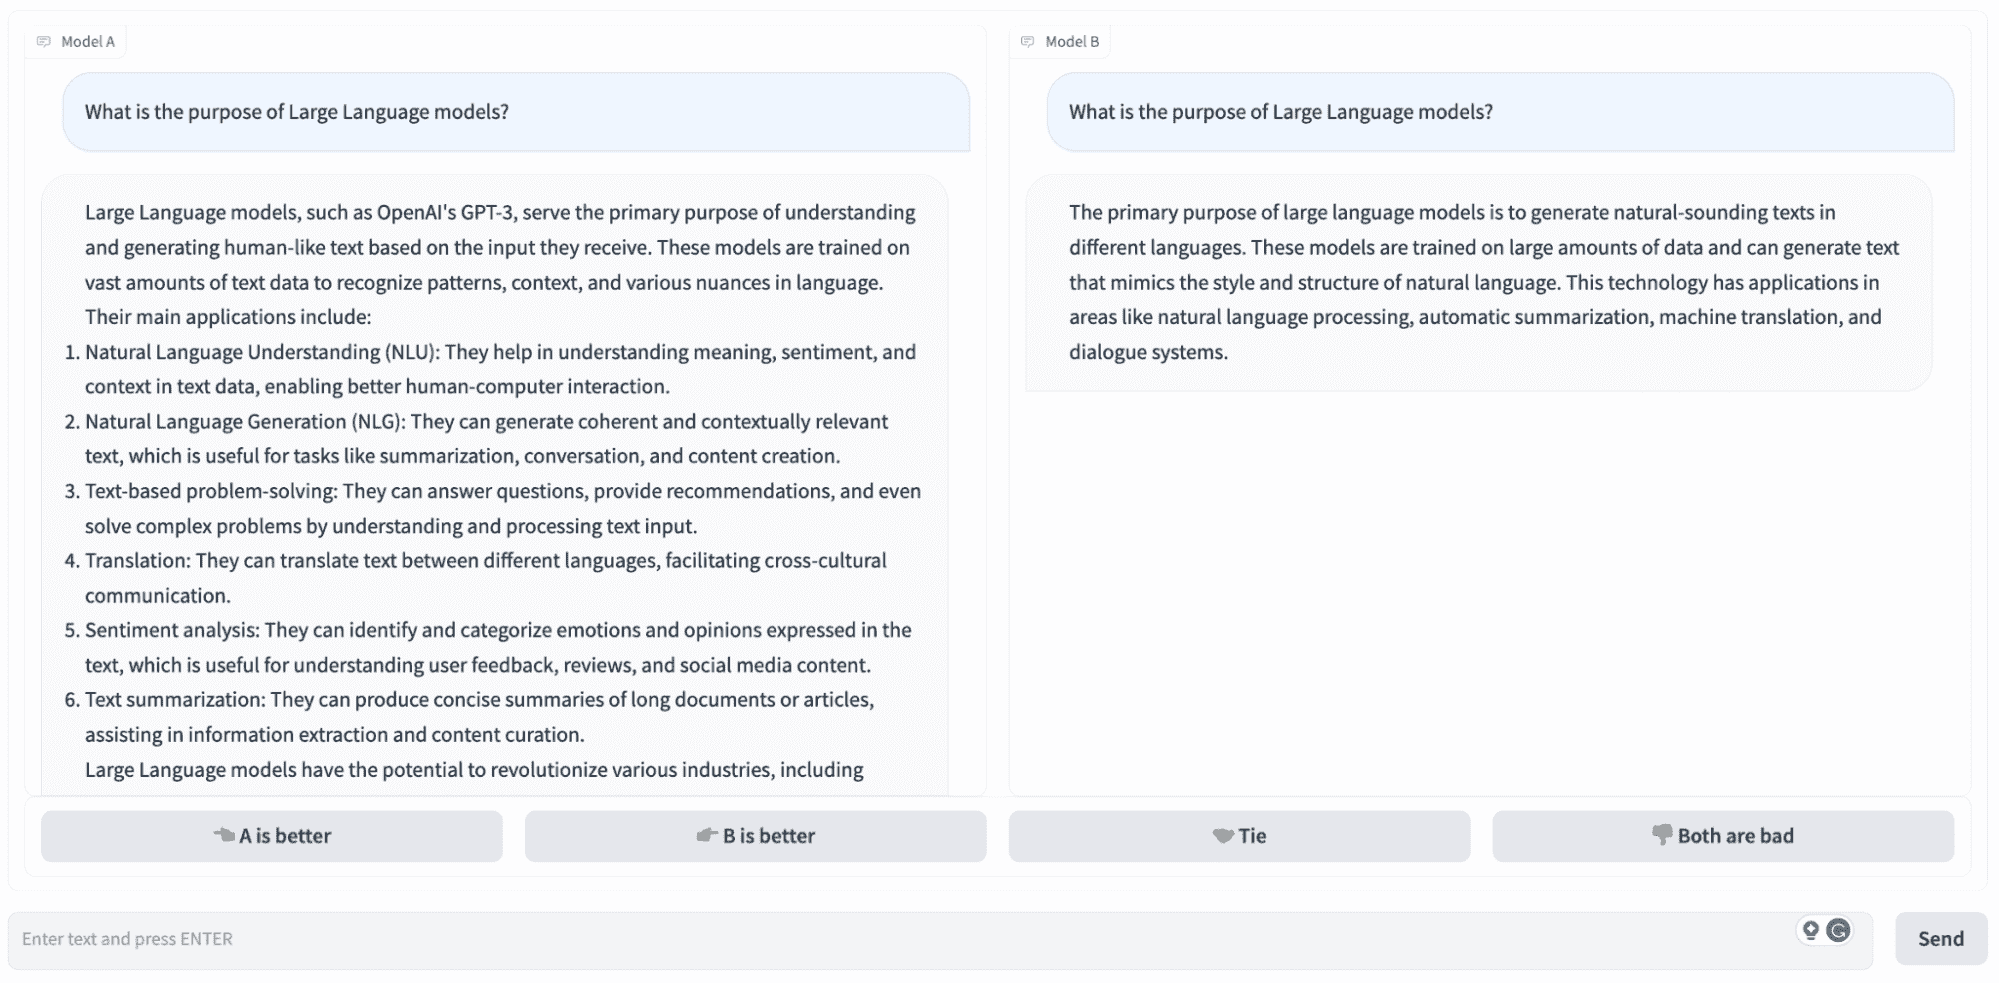 Model A
What is the purpose of Large Language models?
Large Language models, such as OpenAI's GPT-3, serve the primary purpose of understanding
and generating human-like text based on the input they receive. These models are trained on
vast amounts of text data to recognize patterns, context, and various nuances in language.
Their main applications include:
1. Natural Language Understanding (NLU): They help in understanding meaning, sentiment, and
context in text data, enabling better human-computer interaction.
2. Natural Language Generation (NLG): They can generate coherent and contextually relevant
text, which is useful for tasks like summarization, conversation, and content creation.
3. Text-based problem-solving: They can answer questions, provide recommendations, and even
solve complex problems by understanding and processing text input.
4. Translation: They can translate text between different languages, facilitating cross-cultural
communication.
5. Sentiment analysis: They can identify and categorize emotions and opinions expressed in the
text, which is useful for understanding user feedback, reviews, and social media content.
6. Text summarization: They can produce concise summaries of long documents or articles,
assisting in information extraction and content curation.
Large Language models have the potential to revolutionize various industries, including
Model B
What is the purpose of Large Language models?
The primary purpose of large language models is to generate natural-sounding texts in
different languages. These models are trained on large amounts of data and can generate text
that mimics the style and structure of natural language. This technology has applications in
areas like natural language processing, automatic summarization, machine translation, and
dialogue systems.
A is better
B is better
Tie
Both are bad
Enter text and press ENTER
Send